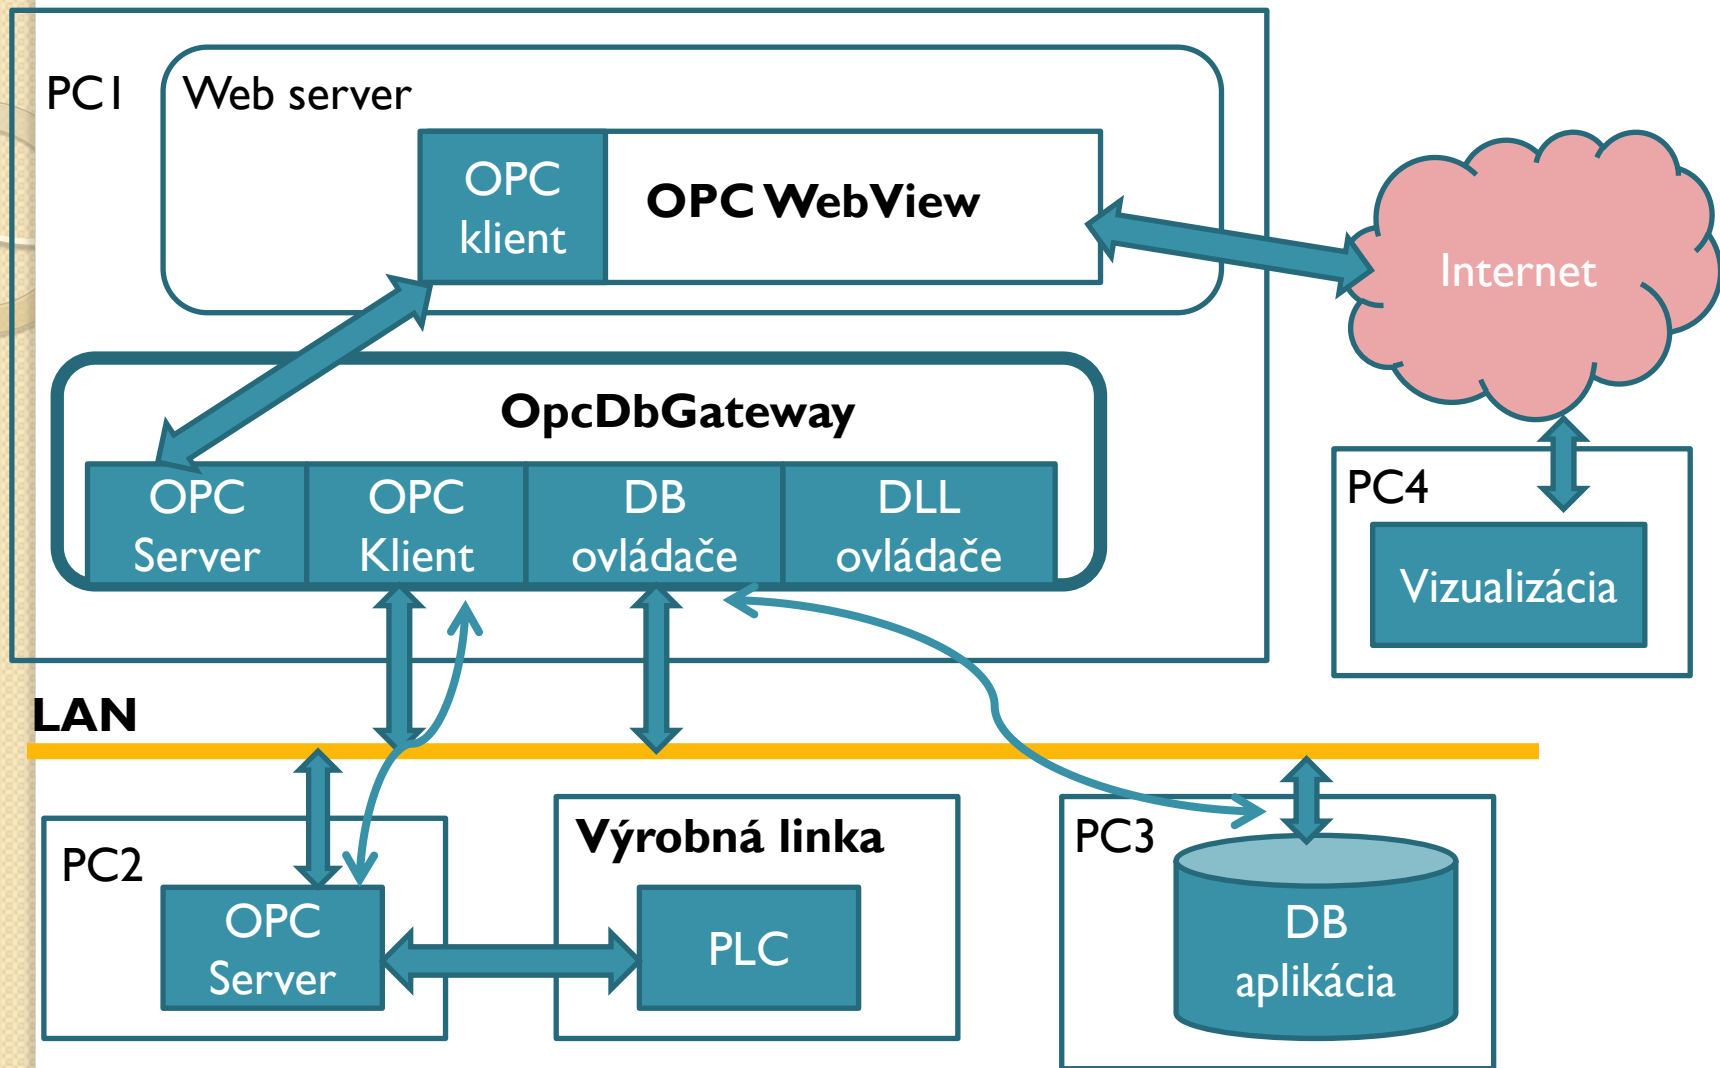 PC1
Web server
OPC
klient
OPC WebView
Internet
OpcDbGateway
OPC
Server
OPC
Klient
DB
ovládače
DLL
ovládače
PC4
Vizualizácia
LAN
PC2
OPC
Server
Výrobná linka
PLC
PC3
DB
aplikácia